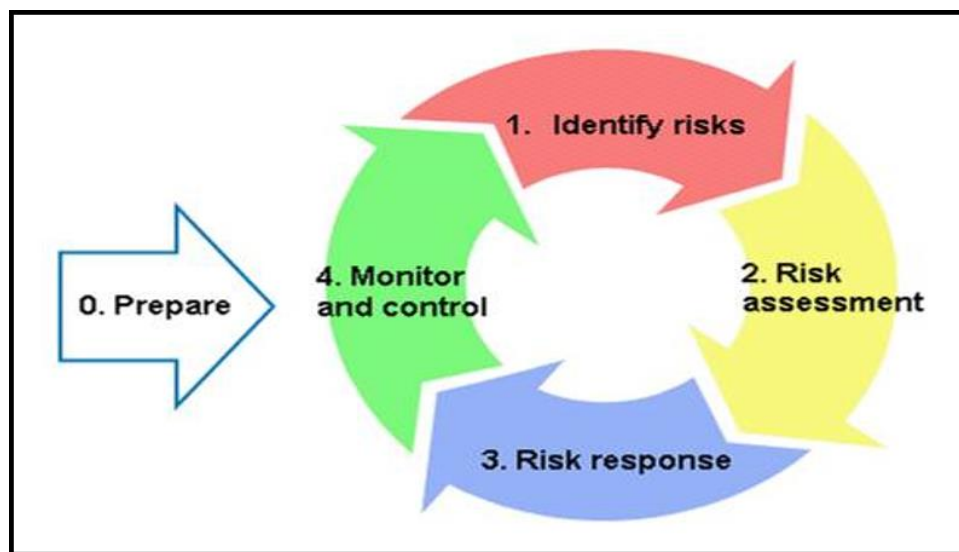 0. Prepare
1. Identify risks
2. Risk
assessment
3. Risk response
4. Monitor
and control